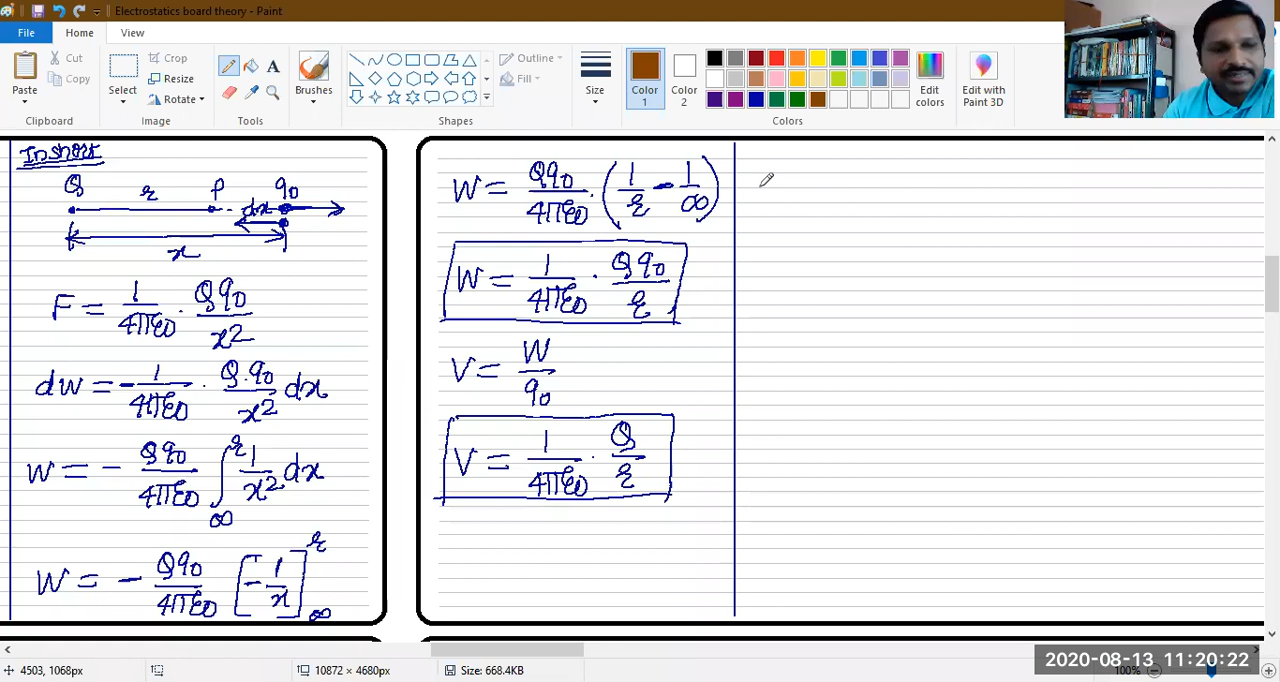 Electrostatics board theory - Paint
File Home View
Paste
Cut
Copy
Clipboard
Select
Crop
Resize
Rotate
Image
A
Tools
Brushes
Shapes
Outline
Fill
Size
Color 1
Color 2
Edit colors
Colors
Edit with Paint 3D
In short
Q r P q0
dx
x
F = 1/4πε0 · Qq0/x²
dw = -1/4πε0 · Q.q0/x² dx
W = - Qq0/4πε0 ∫∞^r 1/x² dx
W = - Qq0/4πε0 [-1/x]∞^r
W = Qq0/4πε0 · (1/r - 1/∞)
W = 1/4πε0 · Qq0/r
V = W/q0
V = 1/4πε0 · Q/r
4503, 1068px
10872 × 4680px
Size: 668.4KB
100%
2020-08-13 11:20:22